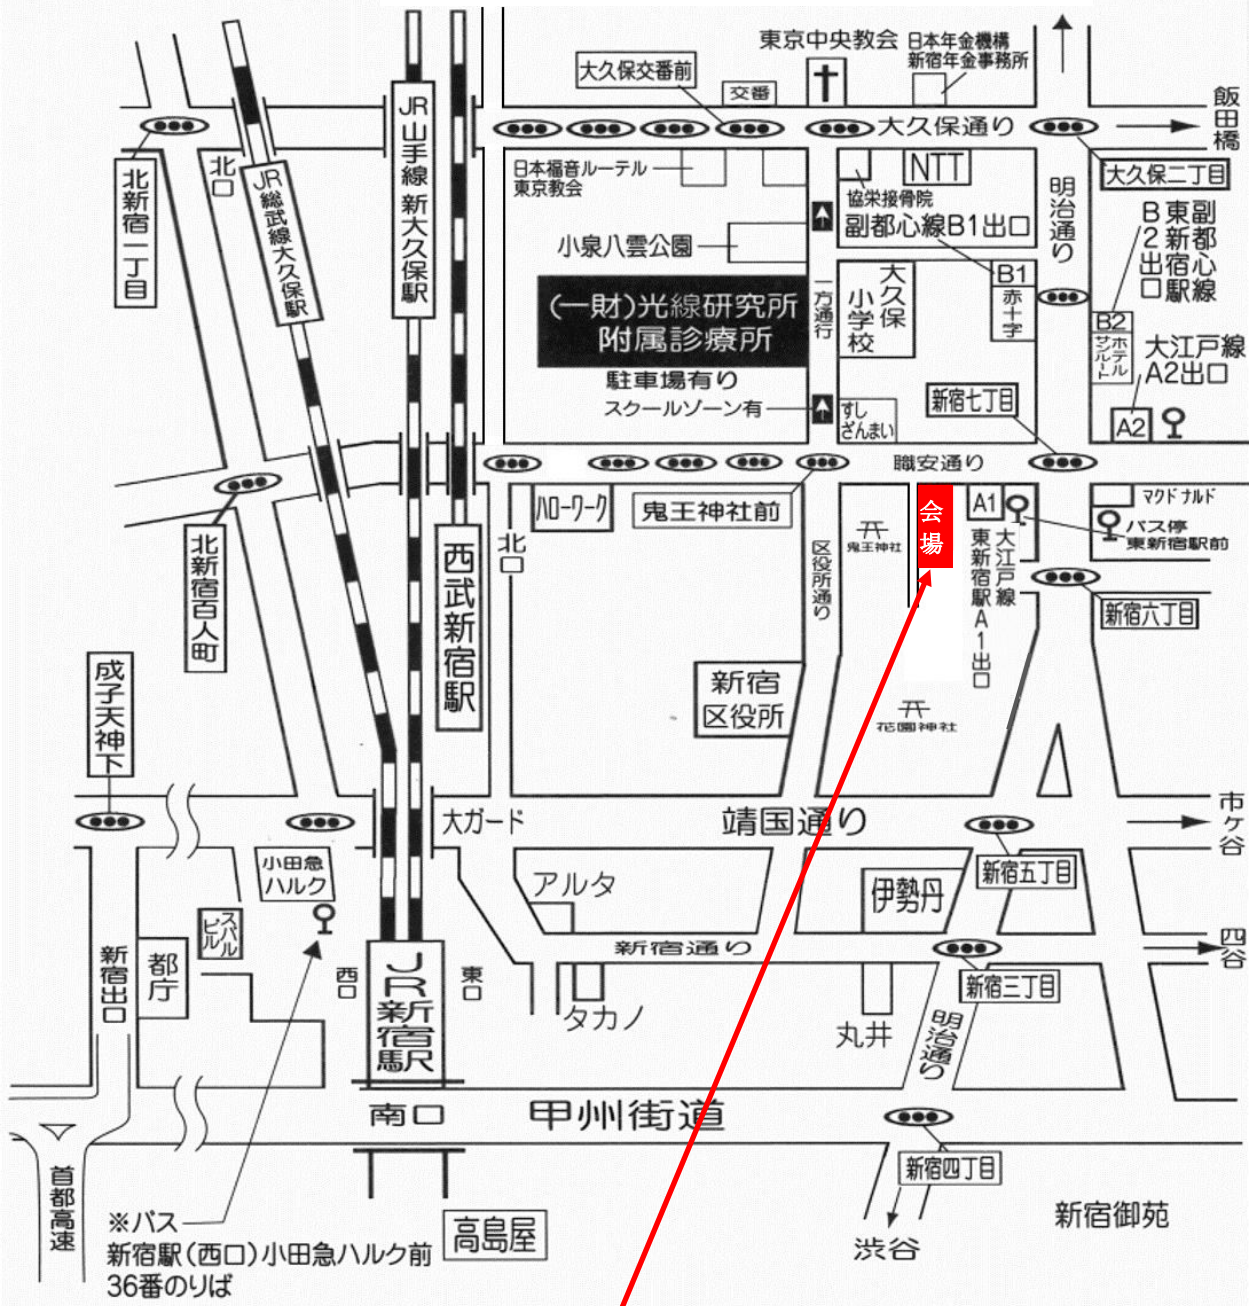 東京中央教会
日本年金機構
新宿年金事務所
大久保交番前
交番
飯田橋
大久保通り
北新宿一丁目
北口
JR総武線大久保駅
JR山手線 新大久保駅
日本福音ルーテル
東京教会
NTT
協栄接骨院
大久保二丁目
明治通り
副都心線B1出口
副都心線
東新宿駅
B2出口
小泉八雲公園
B1
赤十字
大久保
小学校
一方通行
(一財)光線研究所
附属診療所
B2
ホテル
サンルート
大江戸線
A2出口
駐車場有り
スクールゾーン有
すし
ざんまい
新宿七丁目
A2
職安通り
ハローワーク
鬼王神社前
会場
A1
マクドナルド
バス停
東新宿駅前
北新宿百人町
西武新宿駅
北口
区役所通り
鬼王神社
大江戸線
東新宿駅A1出口
新宿六丁目
成子天神下
新宿
区役所
花園神社
大ガード
靖国通り
市ケ谷
小田急
ハルク
アルタ
伊勢丹
新宿五丁目
スバル
ビル
新宿出口
都庁
西口
JR新宿駅
東口
新宿通り
四谷
タカノ
丸井
新宿三丁目
明治通り
南口
甲州街道
新宿四丁目
首都高速
※バス
新宿駅(西口)小田急ハルク前
36番のりば
高島屋
渋谷
新宿御苑